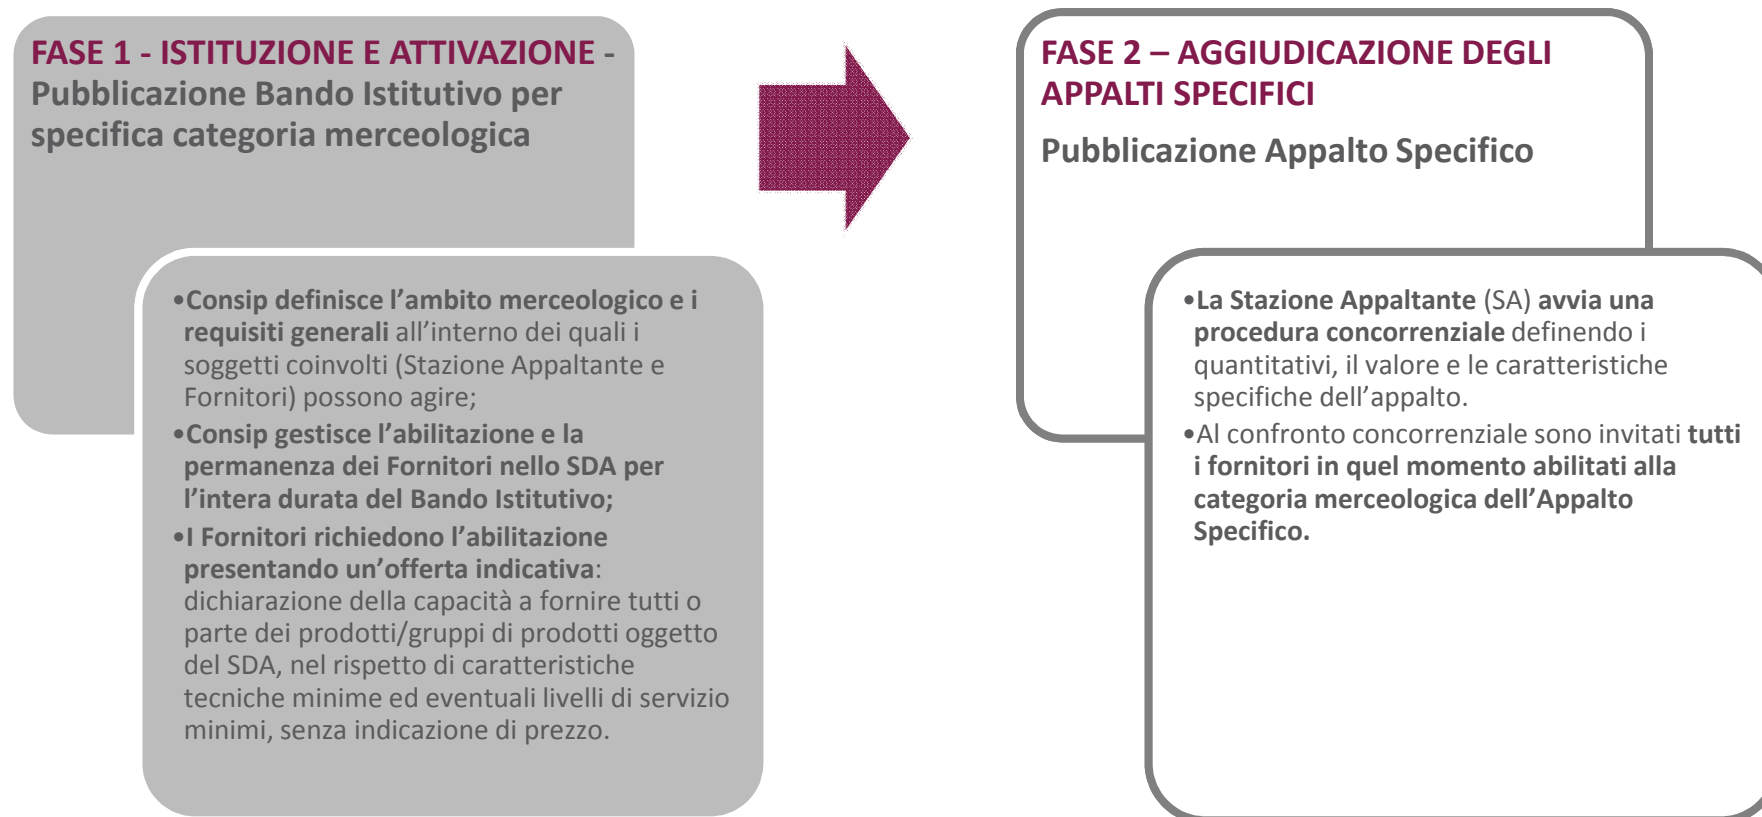 FASE 1 - ISTITUZIONE E ATTIVAZIONE -
Pubblicazione Bando Istitutivo per
specifica categoria merceologica
•Consip definisce l’ambito merceologico e i
requisiti generali all’interno dei quali i
soggetti coinvolti (Stazione Appaltante e
Fornitori) possono agire;
•Consip gestisce l’abilitazione e la
permanenza dei Fornitori nello SDA per
l’intera durata del Bando Istitutivo;
•I Fornitori richiedono l’abilitazione
presentando un’offerta indicativa:
dichiarazione della capacità a fornire tutti o
parte dei prodotti/gruppi di prodotti oggetto
del SDA, nel rispetto di caratteristiche
tecniche minime ed eventuali livelli di servizio
minimi, senza indicazione di prezzo.
FASE 2 – AGGIUDICAZIONE DEGLI
APPALTI SPECIFICI
Pubblicazione Appalto Specifico
•La Stazione Appaltante (SA) avvia una
procedura concorrenziale definendo i
quantitativi, il valore e le caratteristiche
specifiche dell’appalto.
•Al confronto concorrenziale sono invitati tutti
i fornitori in quel momento abilitati alla
categoria merceologica dell’Appalto
Specifico.